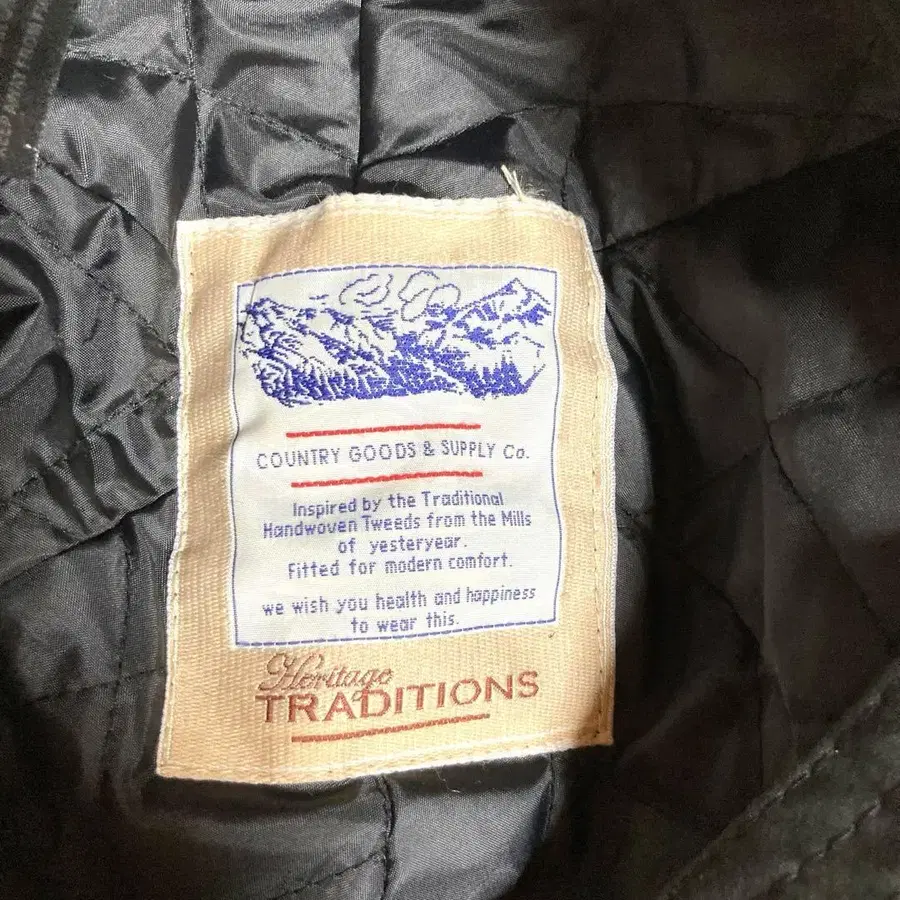 COUNTRY GOODS & SUPPLY Co.
Inspired by the Traditional
Handwoven Tweeds from the Mills
of yesteryear.
Fitted for modern comfort.
we wish you health and happiness
to wear this.
Heritage
TRADITIONS